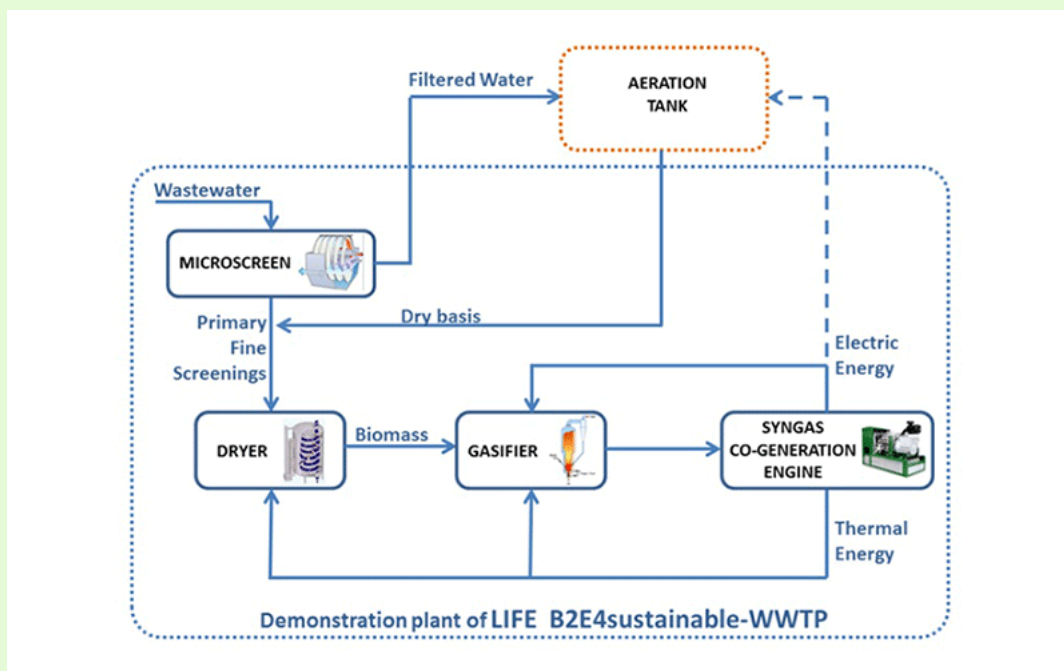 Filtered Water
AERATION
TANK
Wastewater
MICROSCREEN
Primary
Fine
Screenings
Dry basis
Electric
Energy
DRYER
Biomass
GASIFIER
SYNGAS
CO-GENERATION
ENGINE
Thermal
Energy
Demonstration plant of LIFE B2E4sustainable-WWTP